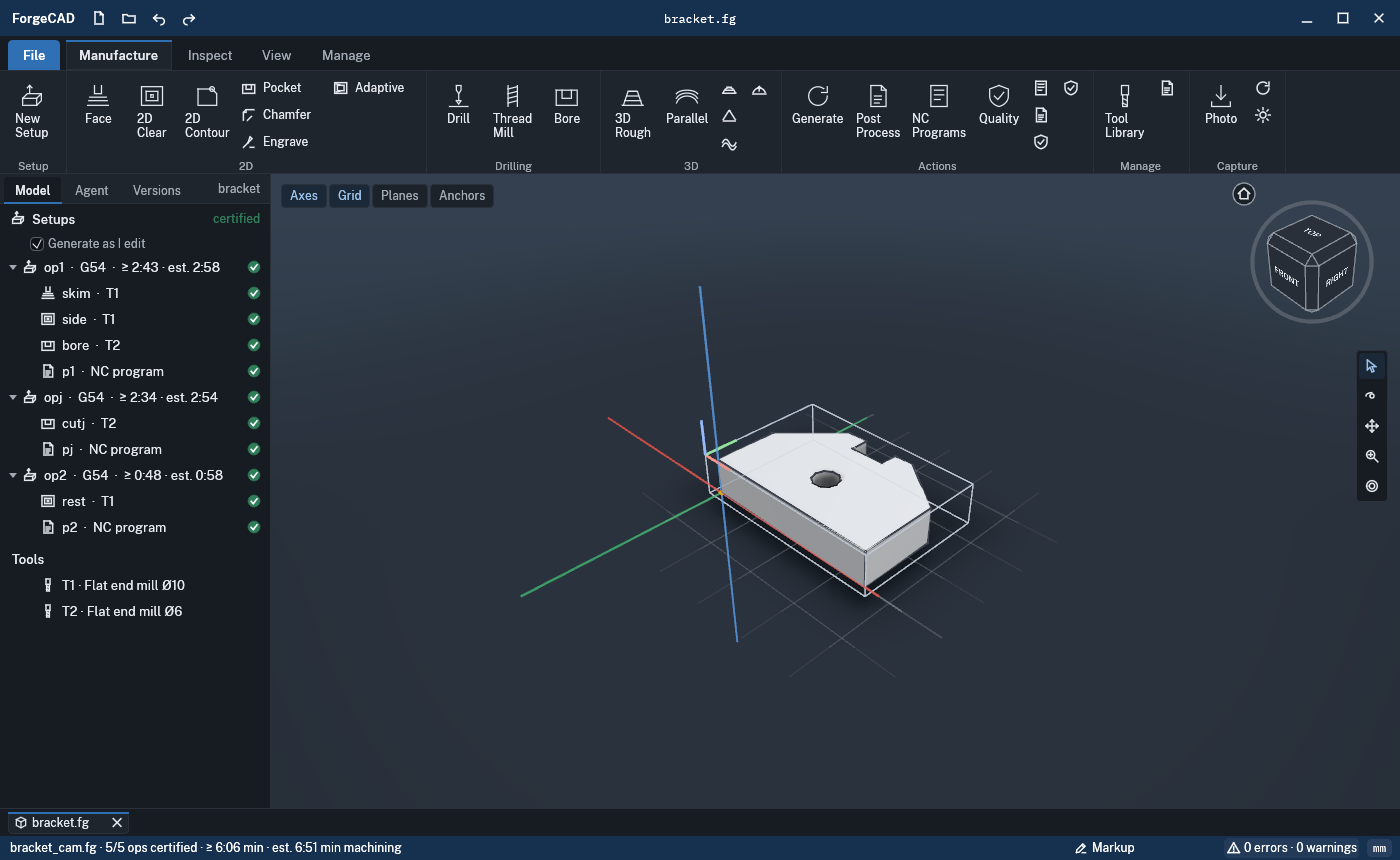 ForgeCAD
bracket.fg
File Manufacture Inspect View Manage
New Setup
Face
2D Clear
2D Contour
Pocket
Chamfer
Engrave
Adaptive
Drill
Thread Mill
Bore
3D Rough
Parallel
Generate
Post Process
NC Programs
Quality
Tool Library
Photo
Setup 2D Drilling 3D Actions Manage Capture
Model Agent Versions bracket
Axes Grid Planes Anchors
TOP
FRONT
RIGHT
Setups certified
Generate as I edit
op1 · G54 · ≥ 2:43 · est. 2:58
skim · T1
side · T1
bore · T2
p1 · NC program
opj · G54 · ≥ 2:34 · est. 2:54
cutj · T2
pj · NC program
op2 · G54 · ≥ 0:48 · est. 0:58
rest · T1
p2 · NC program
Tools
T1 · Flat end mill Ø10
T2 · Flat end mill Ø6
bracket.fg
bracket_cam.fg · 5/5 ops certified · ≥ 6:06 min · est. 6:51 min machining
Markup
0 errors · 0 warnings
mm